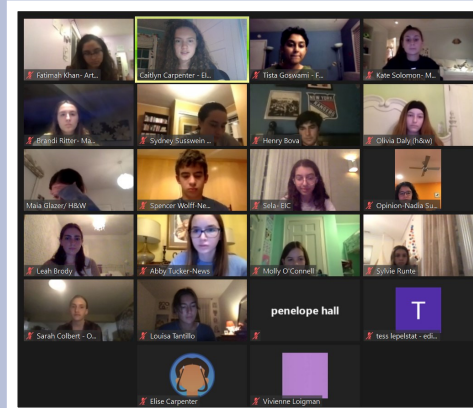 Fatimah Khan- Art...
Caitlyn Carpenter - El...
Tista Goswami - F...
Kate Solomon- M...
Brandi Ritter- Ma...
Sydney Susswein ...
Henry Bova
Olivia Daly (h&w)
Maia Glazer/ H&W
Spencer Wolff-Ne...
Sela- EIC
Opinion-Nadia Su...
Leah Brody
Abby Tucker-News
Molly O'Connell
Sylvie Runte
Sarah Colbert - O...
Louisa Tantillo
penelope hall
T
tess lepelstat - edi...
Elise Carpenter
Vivienne Loigman